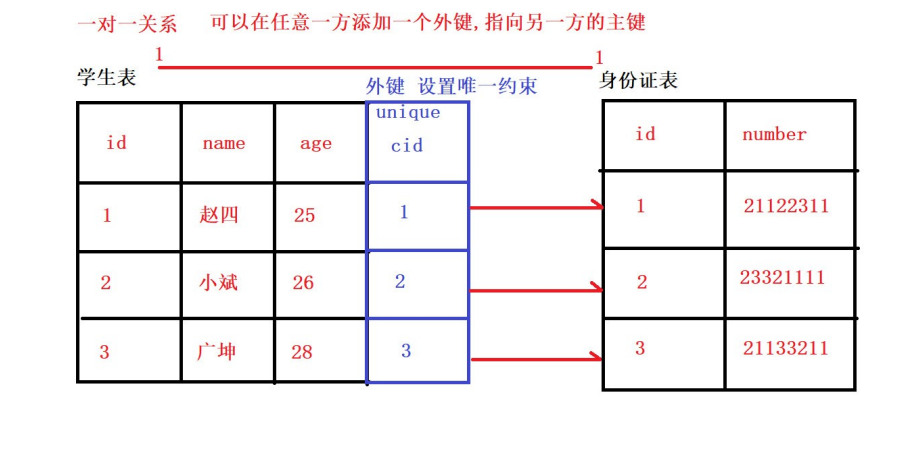 一对一关系 可以在任意一方添加一个外键,指向另一方的主键
1 1
学生表 外键 设置唯一约束 身份证表
id name age unique cid id number
1 赵四 25 1 1 21122311
2 小斌 26 2 2 23321111
3 广坤 28 3 3 21133211